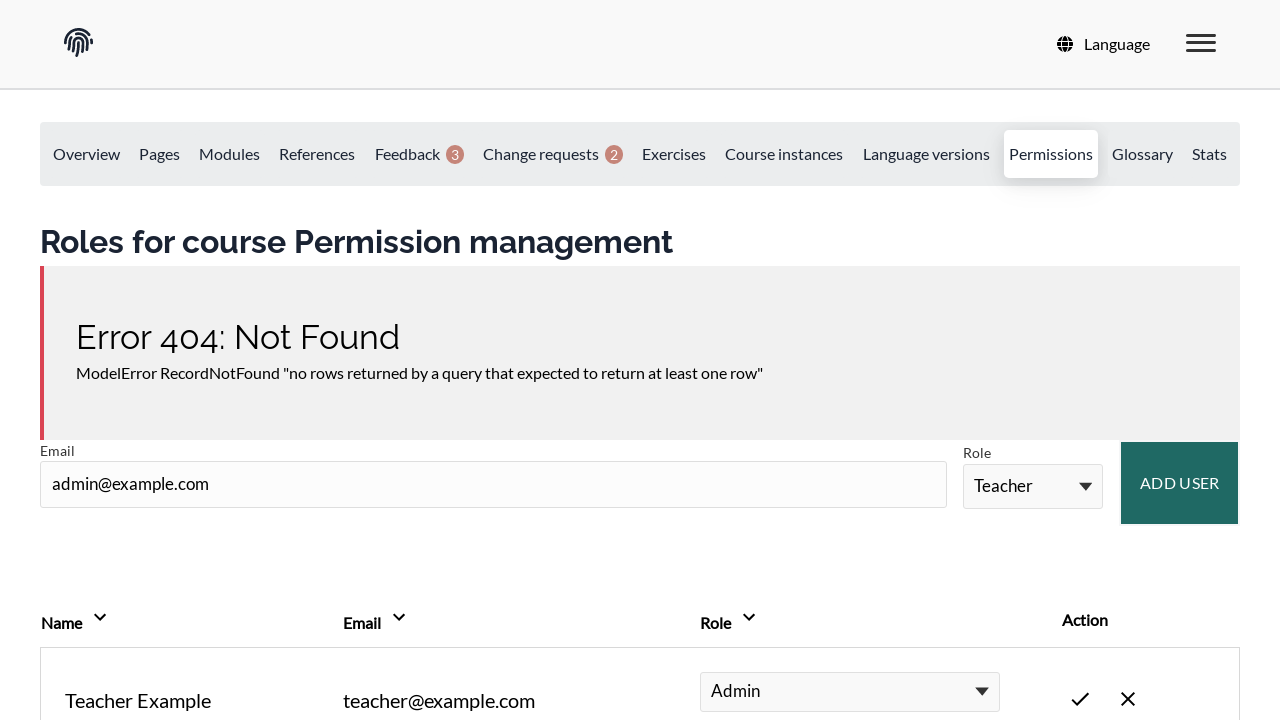 Language
Overview Pages Modules References Feedback 3 Change requests 2 Exercises Course instances Language versions Permissions Glossary Stats
Roles for course Permission management
Error 404: Not Found
ModelError RecordNotFound "no rows returned by a query that expected to return at least one row"
Email
admin@example.com
Role
Teacher
ADD USER
Name Email Role Action
Teacher Example teacher@example.com Admin